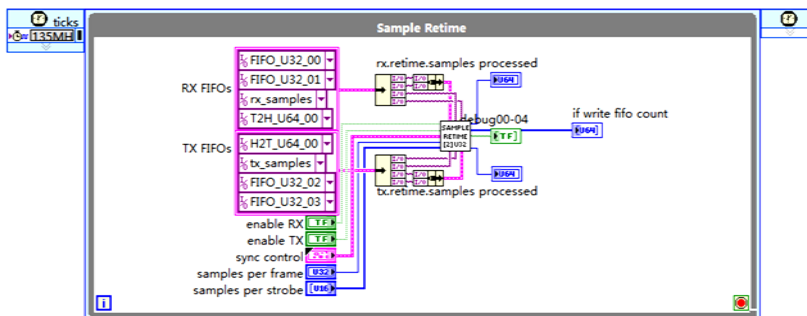 Sample Retime
ticks
135MH
RX FIFOs
FIFO_U32_00
FIFO_U32_01
rx_samples
T2H_U64_00
TX FIFOs
H2T_U64_00
tx_samples
FIFO_U32_02
FIFO_U32_03
rx.retime.samples processed
I/O
I/O
I/O
I/O
I/O
I/O
U64
debug00-04
SAMPLE
RETIME
[2]U32
TF
if write fifo count
U64
I/O
I/O
I/O
I/O
I/O
I/O
U64
tx.retime.samples processed
enable RX
TF
enable TX
TF
sync control
samples per frame
U32
samples per strobe
U16
i